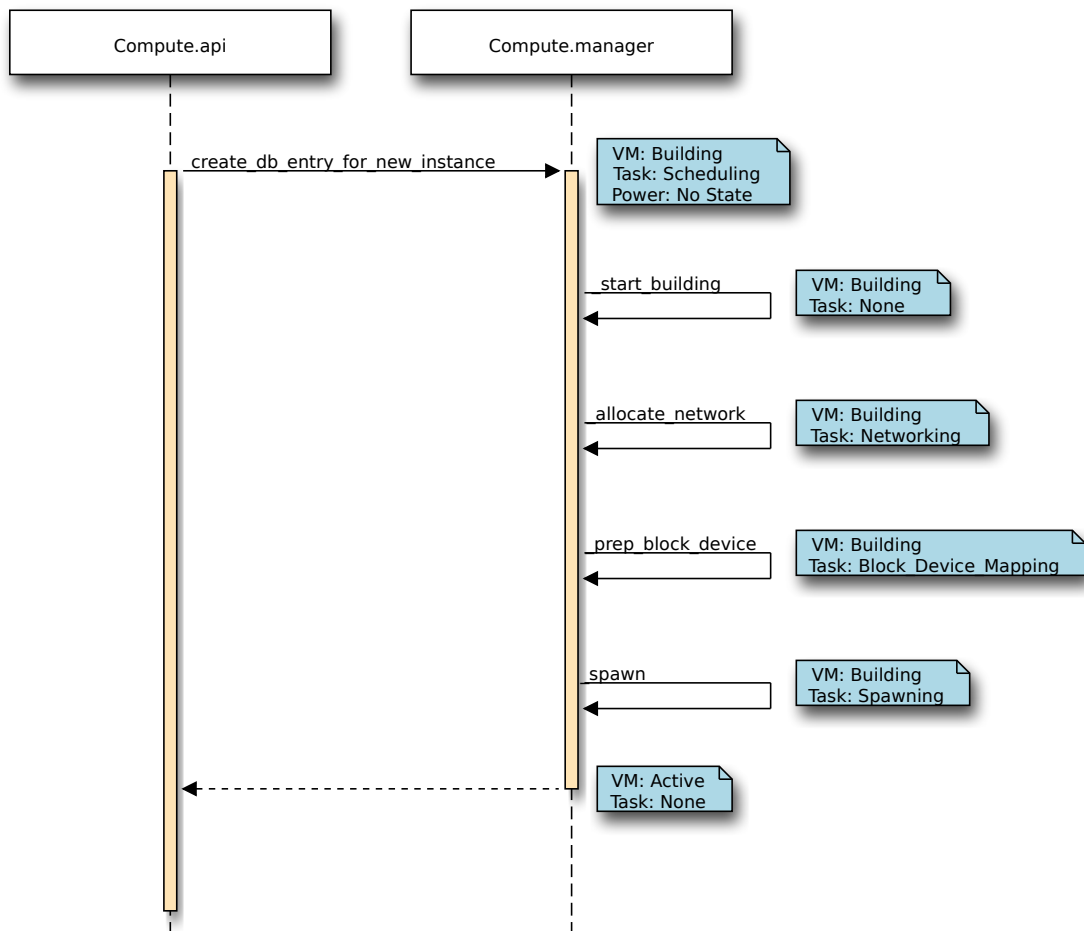 Compute.api
Compute.manager
create_db_entry_for_new_instance
VM: Building
Task: Scheduling
Power: No State
_start_building
VM: Building
Task: None
_allocate_network
VM: Building
Task: Networking
_prep_block_device
VM: Building
Task: Block_Device_Mapping
_spawn
VM: Building
Task: Spawning
VM: Active
Task: None